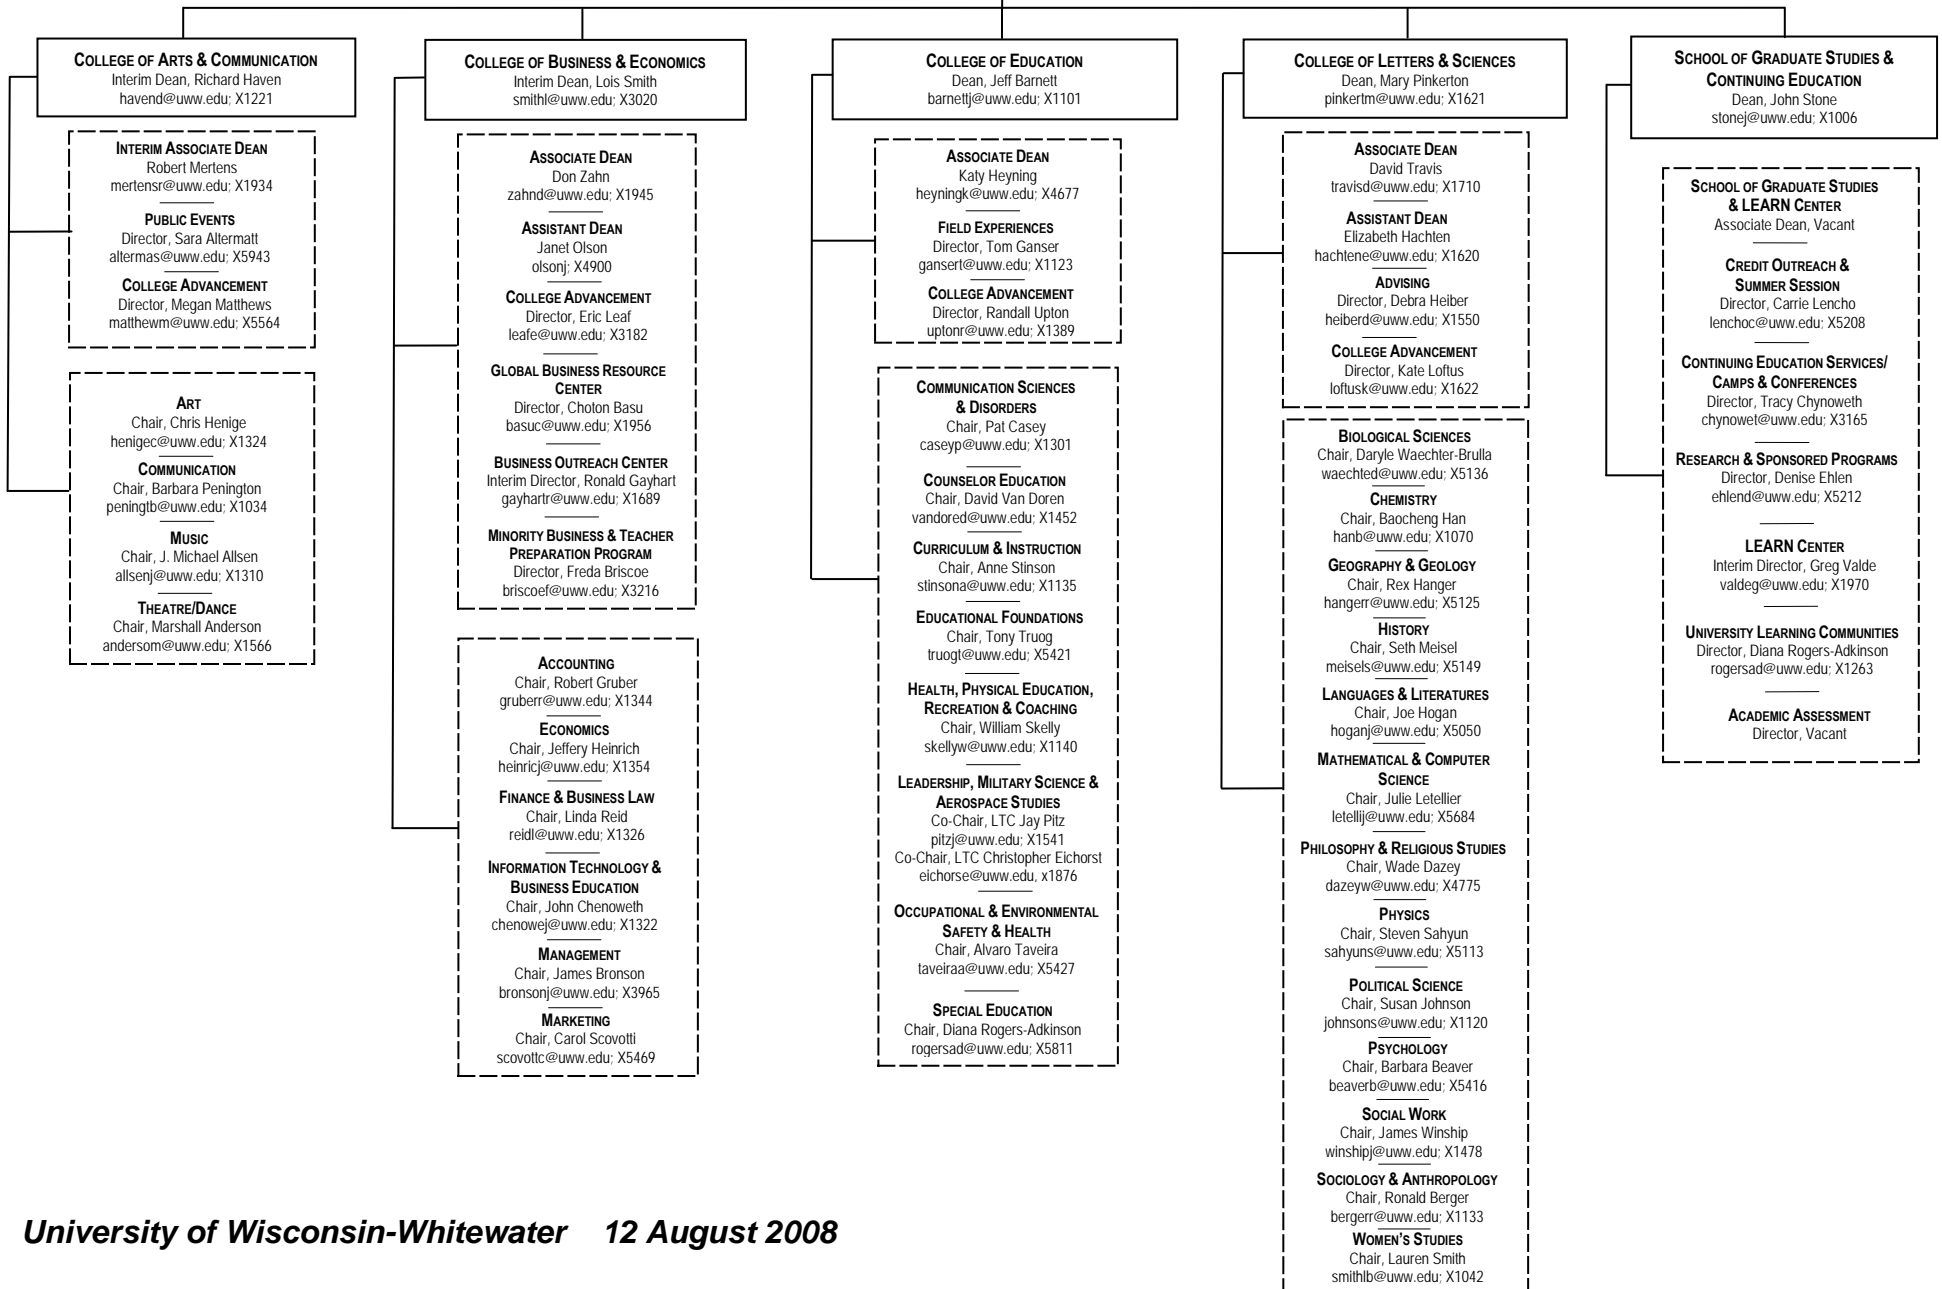 COLLEGE OF ARTS & COMMUNICATION
Interim Dean, Richard Haven
havend@uww.edu; X1221
INTERIM ASSOCIATE DEAN
Robert Mertens
mertensr@uww.edu; X1934
PUBLIC EVENTS
Director, Sara Altermatt
altermas@uww.edu; X5943
COLLEGE ADVANCEMENT
Director, Megan Matthews
matthewm@uww.edu; X5564
ART
Chair, Chris Henige
henigec@uww.edu; X1324
COMMUNICATION
Chair, Barbara Penington
peningtb@uww.edu; X1034
MUSIC
Chair, J. Michael Allsen
allsenj@uww.edu; X1310
THEATRE/DANCE
Chair, Marshall Anderson
andersom@uww.edu; X1566
COLLEGE OF BUSINESS & ECONOMICS
Interim Dean, Lois Smith
smithl@uww.edu; X3020
ASSOCIATE DEAN
Don Zahn
zahnd@uww.edu; X1945
ASSISTANT DEAN
Janet Olson
olsonj; X4900
COLLEGE ADVANCEMENT
Director, Eric Leaf
leafe@uww.edu; X3182
GLOBAL BUSINESS RESOURCE
CENTER
Director, Choton Basu
basuc@uww.edu; X1956
BUSINESS OUTREACH CENTER
Interim Director, Ronald Gayhart
gayhartr@uww.edu; X1689
MINORITY BUSINESS & TEACHER
PREPARATION PROGRAM
Director, Freda Briscoe
briscoef@uww.edu; X3216
ACCOUNTING
Chair, Robert Gruber
gruberr@uww.edu; X1344
ECONOMICS
Chair, Jeffery Heinrich
heinricj@uww.edu; X1354
FINANCE & BUSINESS LAW
Chair, Linda Reid
reidl@uww.edu; X1326
INFORMATION TECHNOLOGY &
BUSINESS EDUCATION
Chair, John Chenoweth
chenowej@uww.edu; X1322
MANAGEMENT
Chair, James Bronson
bronsonj@uww.edu; X3965
MARKETING
Chair, Carol Scovotti
scovottc@uww.edu; X5469
COLLEGE OF EDUCATION
Dean, Jeff Barnett
barnettj@uww.edu; X1101
ASSOCIATE DEAN
Katy Heyning
heyningk@uww.edu; X4677
FIELD EXPERIENCES
Director, Tom Ganser
gansert@uww.edu; X1123
COLLEGE ADVANCEMENT
Director, Randall Upton
uptonr@uww.edu; X1389
COMMUNICATION SCIENCES
& DISORDERS
Chair, Pat Casey
caseyp@uww.edu; X1301
COUNSELOR EDUCATION
Chair, David Van Doren
vandored@uww.edu; X1452
CURRICULUM & INSTRUCTION
Chair, Anne Stinson
stinsona@uww.edu; X1135
EDUCATIONAL FOUNDATIONS
Chair, Tony Truog
truogt@uww.edu; X5421
HEALTH, PHYSICAL EDUCATION,
RECREATION & COACHING
Chair, William Skelly
skellyw@uww.edu; X1140
LEADERSHIP, MILITARY SCIENCE &
AEROSPACE STUDIES
Co-Chair, LTC Jay Pitz
pitzj@uww.edu; X1541
Co-Chair, LTC Christopher Eichorst
eichorse@uww.edu, x1876
OCCUPATIONAL & ENVIRONMENTAL
SAFETY & HEALTH
Chair, Alvaro Taveira
taveiraa@uww.edu; X5427
SPECIAL EDUCATION
Chair, Diana Rogers-Adkinson
rogersad@uww.edu; X5811
COLLEGE OF LETTERS & SCIENCES
Dean, Mary Pinkerton
pinkertm@uww.edu; X1621
ASSOCIATE DEAN
David Travis
travisd@uww.edu; X1710
ASSISTANT DEAN
Elizabeth Hachten
hachtene@uww.edu; X1620
ADVISING
Director, Debra Heiber
heiberd@uww.edu; X1550
COLLEGE ADVANCEMENT
Director, Kate Loftus
loftusk@uww.edu; X1622
BIOLOGICAL SCIENCES
Chair, Daryle Waechter-Brulla
waechted@uww.edu; X5136
CHEMISTRY
Chair, Baocheng Han
hanb@uww.edu; X1070
GEOGRAPHY & GEOLOGY
Chair, Rex Hanger
hangerr@uww.edu; X5125
HISTORY
Chair, Seth Meisel
meisels@uww.edu; X5149
LANGUAGES & LITERATURES
Chair, Joe Hogan
hoganj@uww.edu; X5050
MATHEMATICAL & COMPUTER
SCIENCE
Chair, Julie Letellier
letellij@uww.edu; X5684
PHILOSOPHY & RELIGIOUS STUDIES
Chair, Wade Dazey
dazeyw@uww.edu; X4775
PHYSICS
Chair, Steven Sahyun
sahyuns@uww.edu; X5113
POLITICAL SCIENCE
Chair, Susan Johnson
johnsons@uww.edu; X1120
PSYCHOLOGY
Chair, Barbara Beaver
beaverb@uww.edu; X5416
SOCIAL WORK
Chair, James Winship
winshipj@uww.edu; X1478
SOCIOLOGY & ANTHROPOLOGY
Chair, Ronald Berger
bergerr@uww.edu; X1133
WOMEN'S STUDIES
Chair, Lauren Smith
smithlb@uww.edu; X1042
SCHOOL OF GRADUATE STUDIES &
CONTINUING EDUCATION
Dean, John Stone
stonej@uww.edu; X1006
SCHOOL OF GRADUATE STUDIES
& LEARN CENTER
Associate Dean, Vacant
CREDIT OUTREACH &
SUMMER SESSION
Director, Carrie Lencho
lenchoc@uww.edu; X5208
CONTINUING EDUCATION SERVICES/
CAMPS & CONFERENCES
Director, Tracy Chynoweth
chynowet@uww.edu; X3165
RESEARCH & SPONSORED PROGRAMS
Director, Denise Ehlen
ehlend@uww.edu; X5212
LEARN CENTER
Interim Director, Greg Valde
valdeg@uww.edu; X1970
UNIVERSITY LEARNING COMMUNITIES
Director, Diana Rogers-Adkinson
rogersad@uww.edu; X1263
ACADEMIC ASSESSMENT
Director, Vacant
University of Wisconsin-Whitewater 12 August 2008